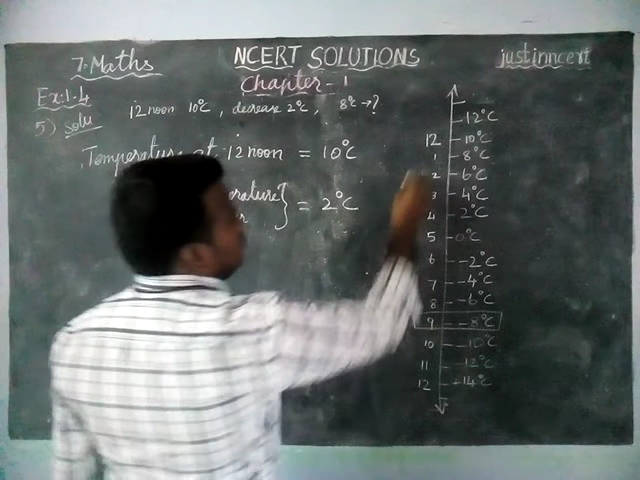 7. Maths NCERT SOLUTIONS justinncert
Chapter - 1
Ex:1.4
12 noon 10°C, decrease 2°C, 8°C → ?
5) Solu
Temperature at 12 noon = 10°C
} = 2°C
12°C
12 10°C
1 8°C
2 6°C
3 4°C
4 2°C
5 0°C
6 -2°C
7 -4°C
8 -6°C
9 -8°C
10 -10°C
11 -12°C
12 -14°C